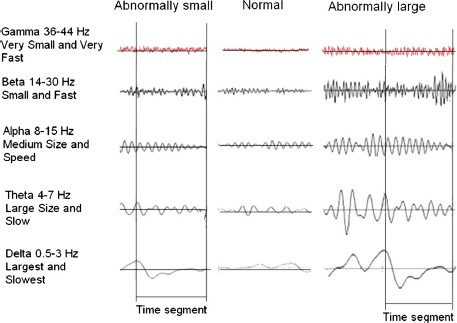 Abnormally small Normal Abnormally large
Gamma 36-44 Hz
Very Small and Very
Fast
Beta 14-30 Hz
Small and Fast
Alpha 8-15 Hz
Medium Size and
Speed
Theta 4-7 Hz
Large Size and
Slow
Delta 0.5-3 Hz
Largest and
Slowest
Time segment Time segment